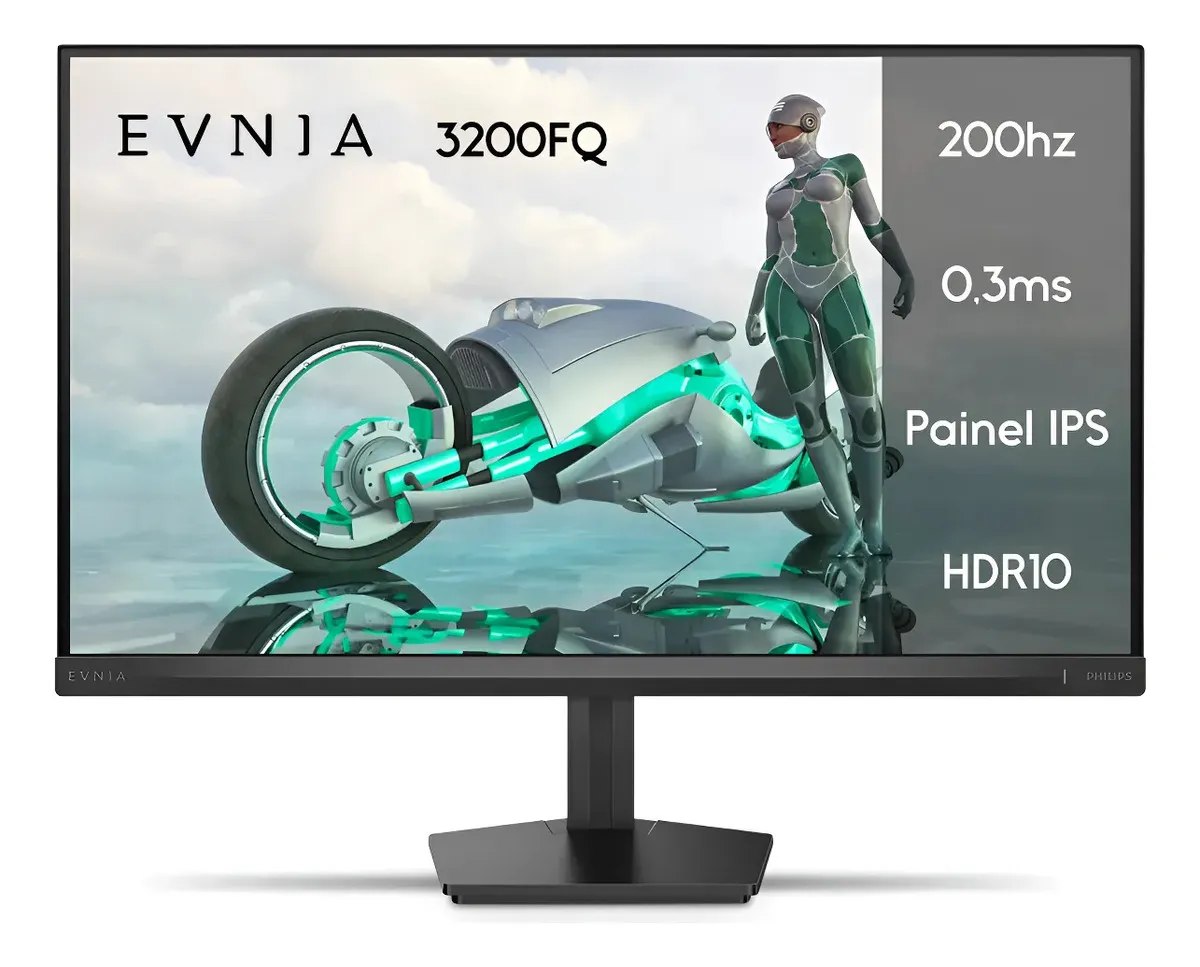 EVNIA 3200FQ
200hz
0,3ms
Painel IPS
HDR10
EVNIA
PHILIPS